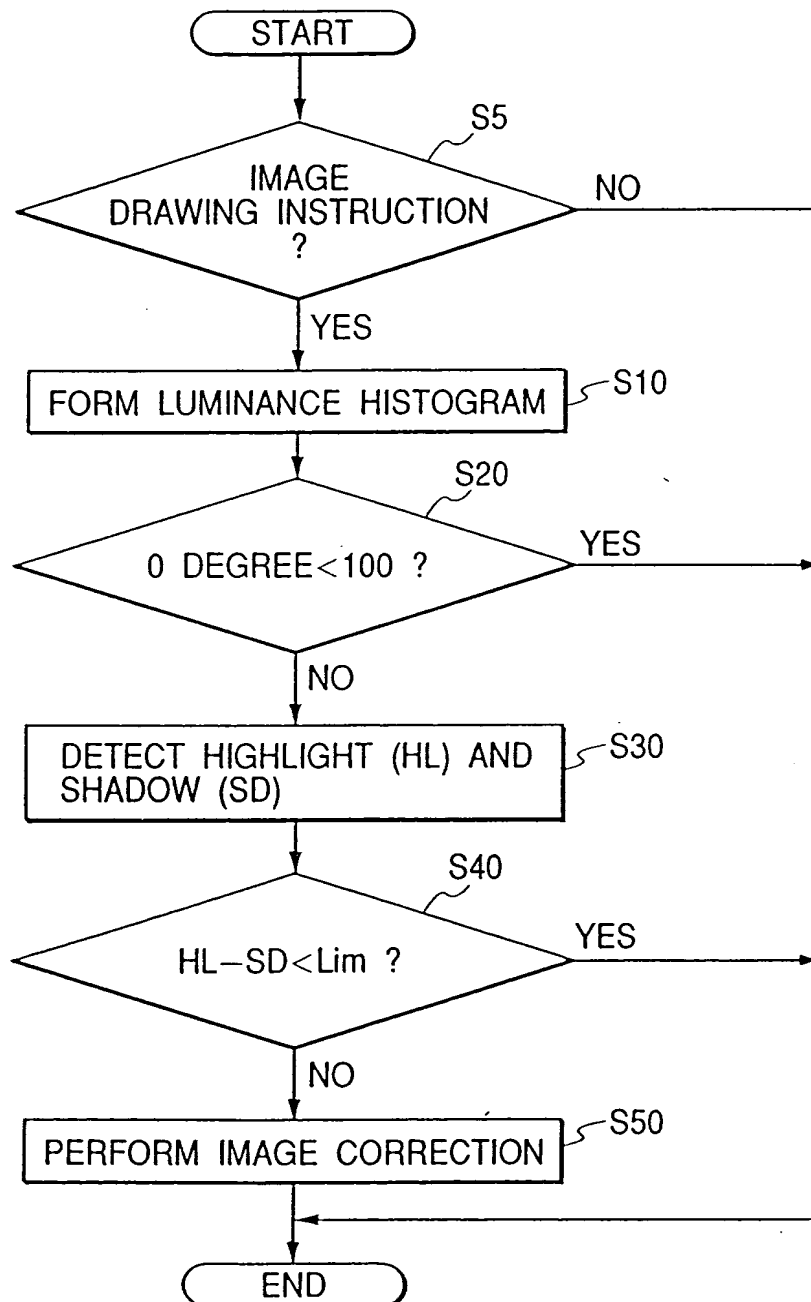 START
S5
IMAGE
DRAWING INSTRUCTION
?
NO
YES
FORM LUMINANCE HISTOGRAM
S10
S20
0 DEGREE<100 ?
YES
NO
DETECT HIGHLIGHT (HL) AND
SHADOW (SD)
S30
S40
HL–SD<Lim ?
YES
NO
PERFORM IMAGE CORRECTION
S50
END